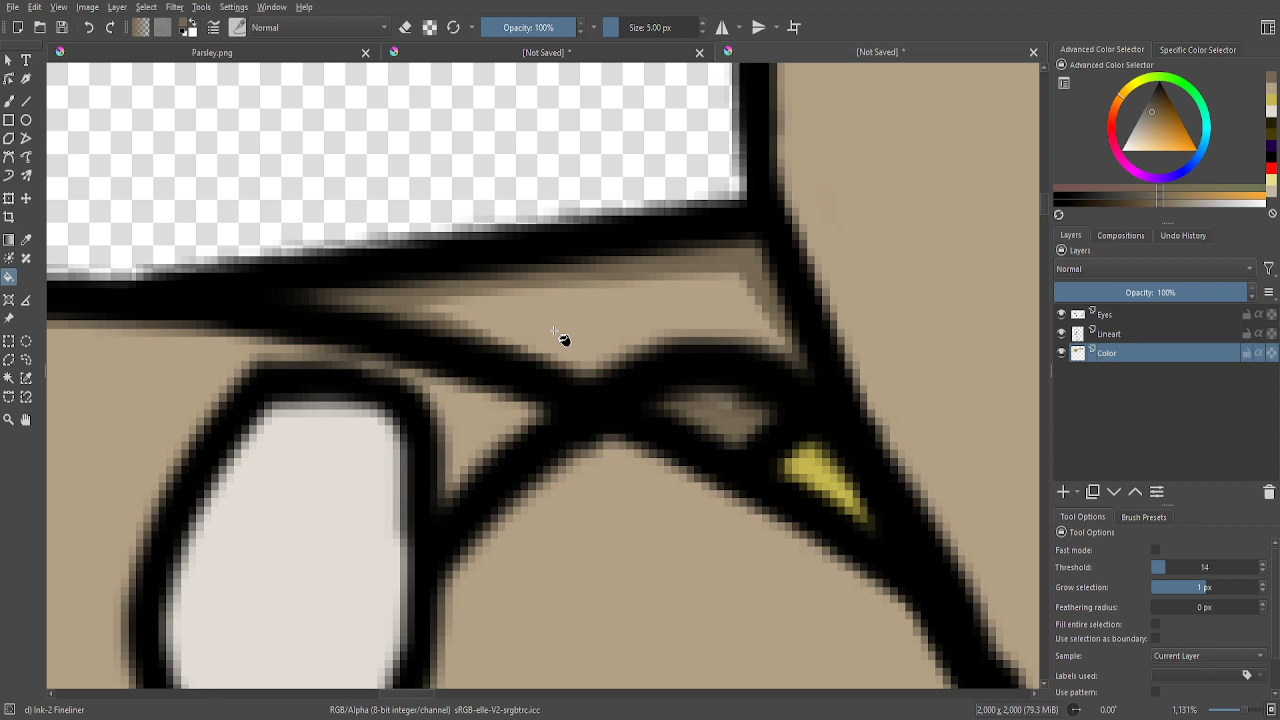 File Edit View Image Layer Select Filter Tools Settings Window Help
Normal Opacity: 100% Size: 5.00 px
Parsley.png [Not Saved] * [Not Saved] *
Advanced Color Selector Specific Color Selector
Advanced Color Selector
Layers Compositions Undo History
Layers
Normal
Opacity: 100%
Eyes
Lineart
Color
Tool Options Brush Presets
Tool Options
Fast mode:
Threshold: 14
Grow selection: 1 px
Feathering radius: 0 px
Fill entire selection:
Use selection as boundary:
Sample: Current Layer
Labels used:
Use pattern:
d) Ink-2 Fineliner RGB/Alpha (8-bit integer/channel) sRGB-elle-V2-srgbtrc.icc 2,000 x 2,000 (79.3 MiB) 0.00° 1,131%